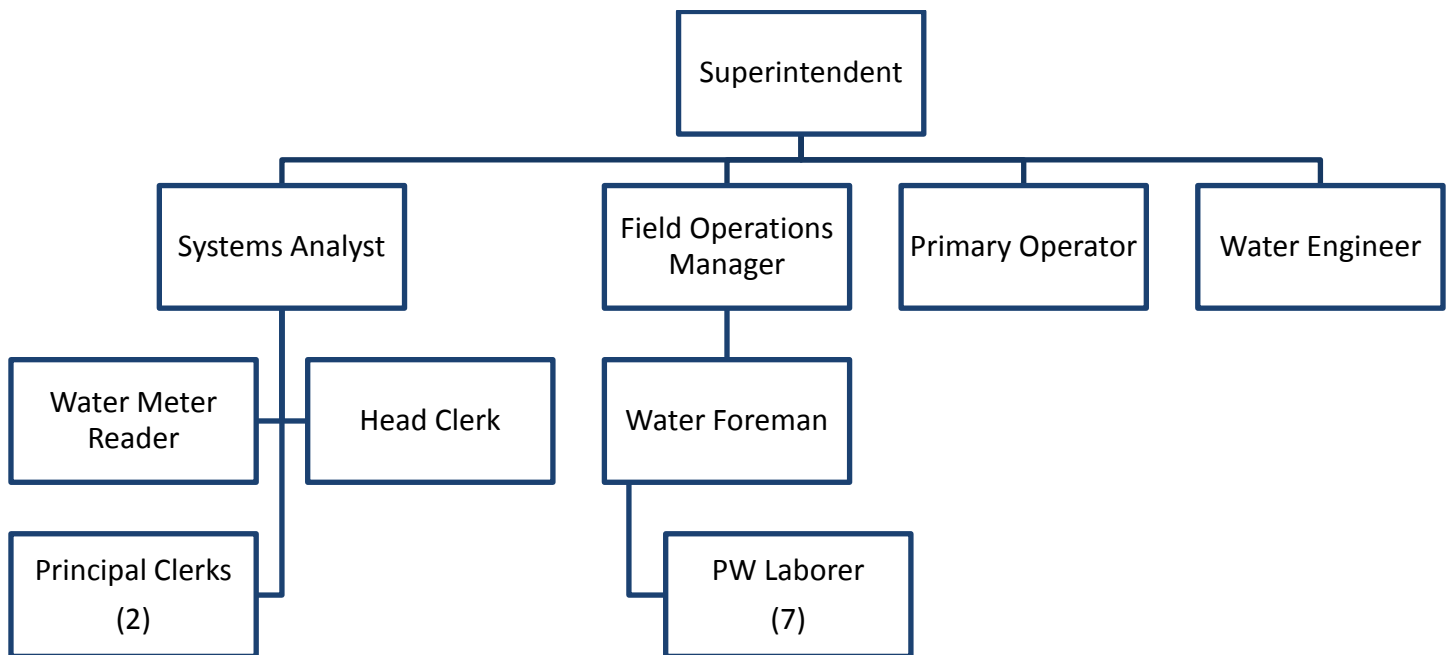 Superintendent
Systems Analyst
Field Operations
Manager
Primary Operator
Water Engineer
Water Meter
Reader
Head Clerk
Water Foreman
Principal Clerks
(2)
PW Laborer
(7)